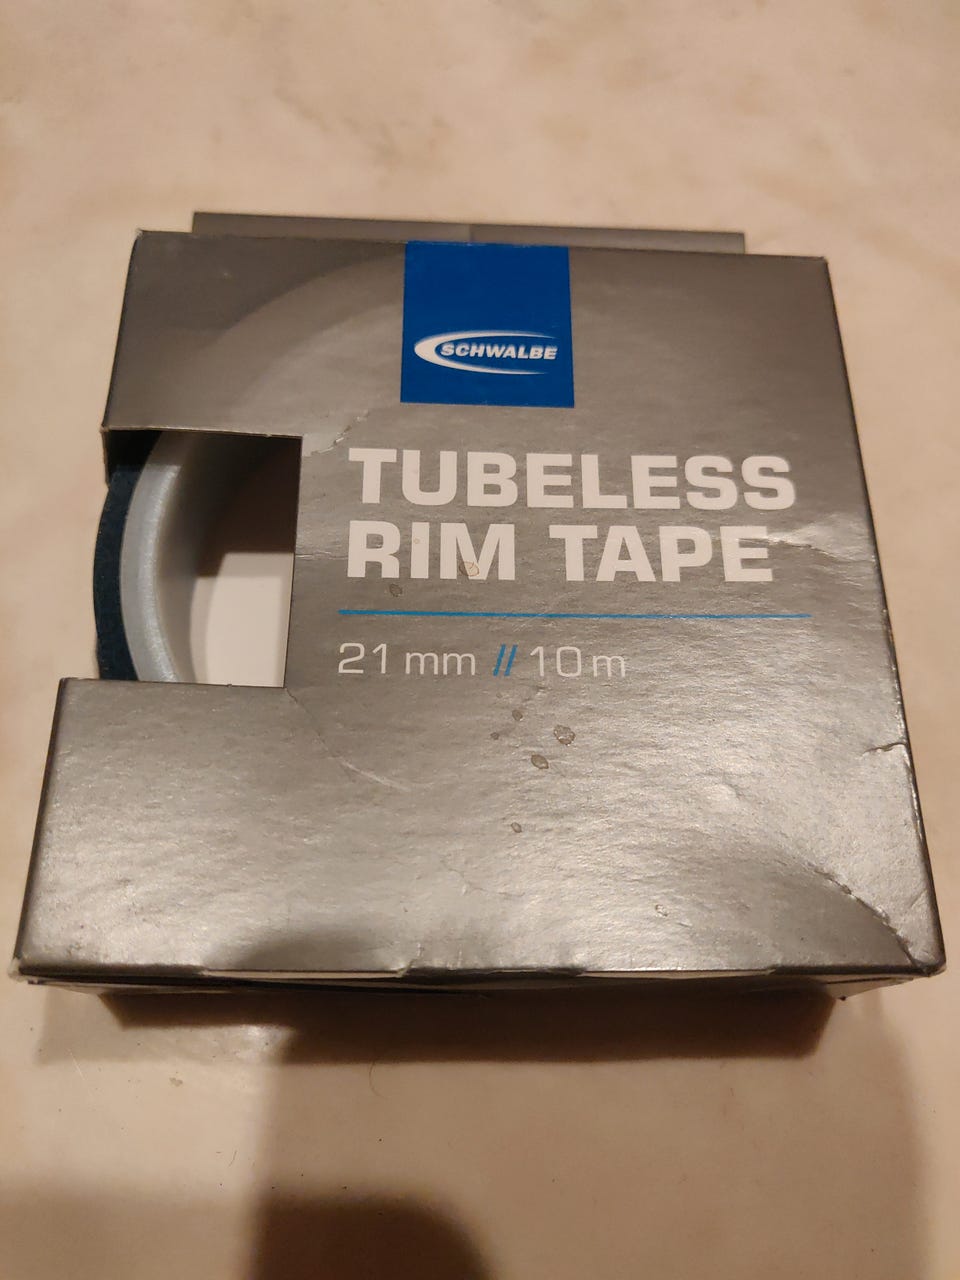 SCHWALBE
TUBELESS
RIM TAPE
21 mm // 10 m